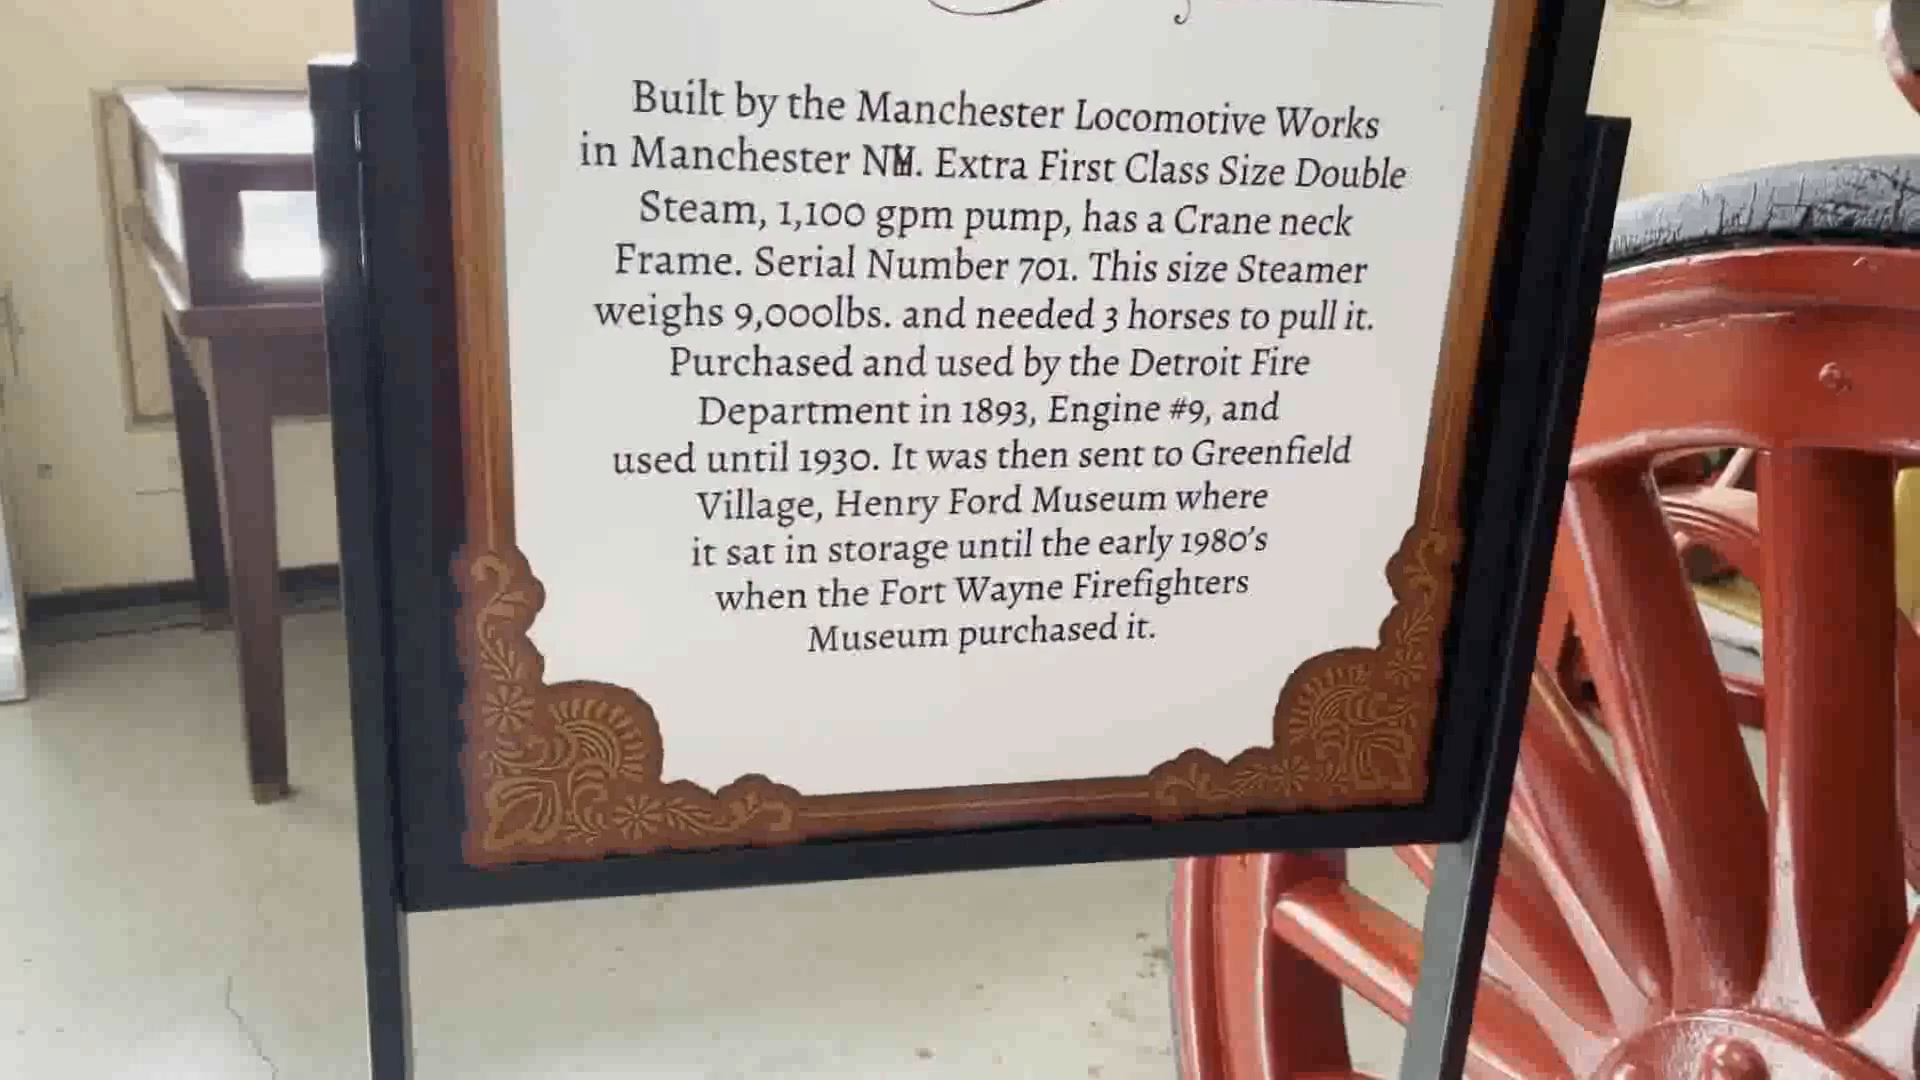 Built by the Manchester Locomotive Works
in Manchester NH. Extra First Class Size Double
Steam, 1,100 gpm pump, has a Crane neck
Frame. Serial Number 701. This size Steamer
weighs 9,000lbs. and needed 3 horses to pull it.
Purchased and used by the Detroit Fire
Department in 1893, Engine #9, and
used until 1930. It was then sent to Greenfield
Village, Henry Ford Museum where
it sat in storage until the early 1980's
when the Fort Wayne Firefighters
Museum purchased it.